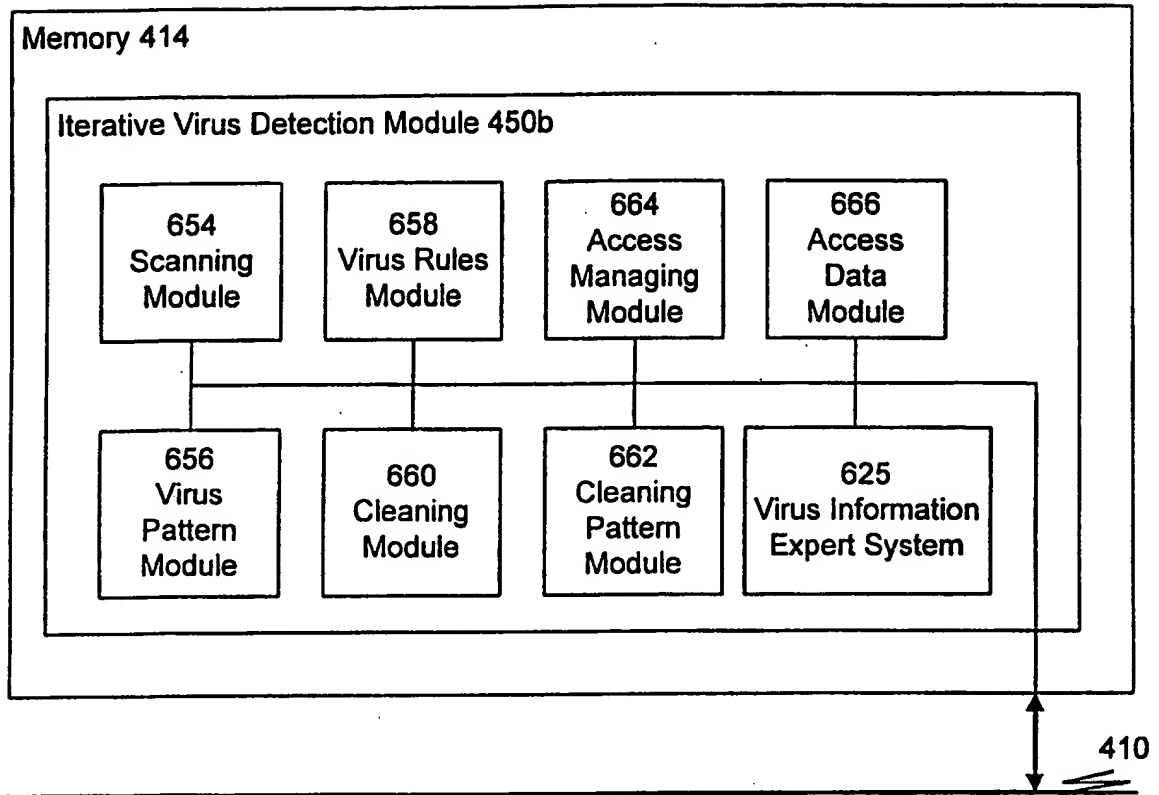 Memory 414
Iterative Virus Detection Module 450b
654
Scanning
Module
658
Virus Rules
Module
664
Access
Managing
Module
666
Access
Data
Module
656
Virus
Pattern
Module
660
Cleaning
Module
662
Cleaning
Pattern
Module
625
Virus Information
Expert System
410